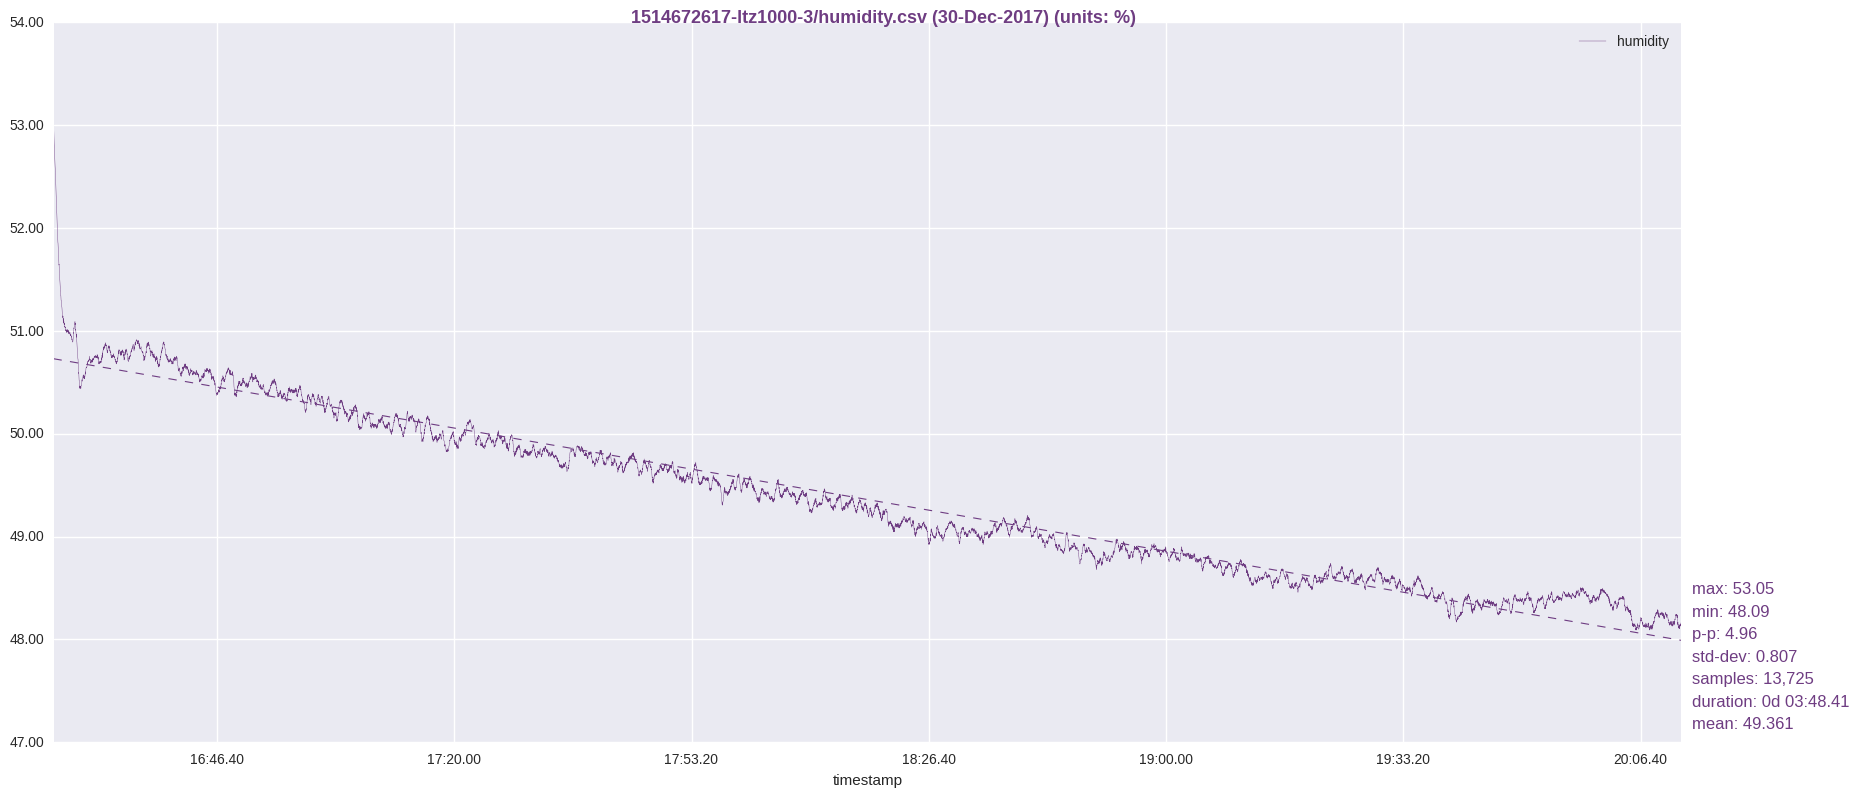 1514672617-ltz1000-3/humidity.csv (30-Dec-2017) (units: %)
humidity
54.00
53.00
52.00
51.00
50.00
49.00
48.00
47.00
16:46.40
17:20.00
17:53.20
18:26.40
19:00.00
19:33.20
20:06.40
timestamp
max: 53.05
min: 48.09
p-p: 4.96
std-dev: 0.807
samples: 13,725
duration: 0d 03:48.41
mean: 49.361